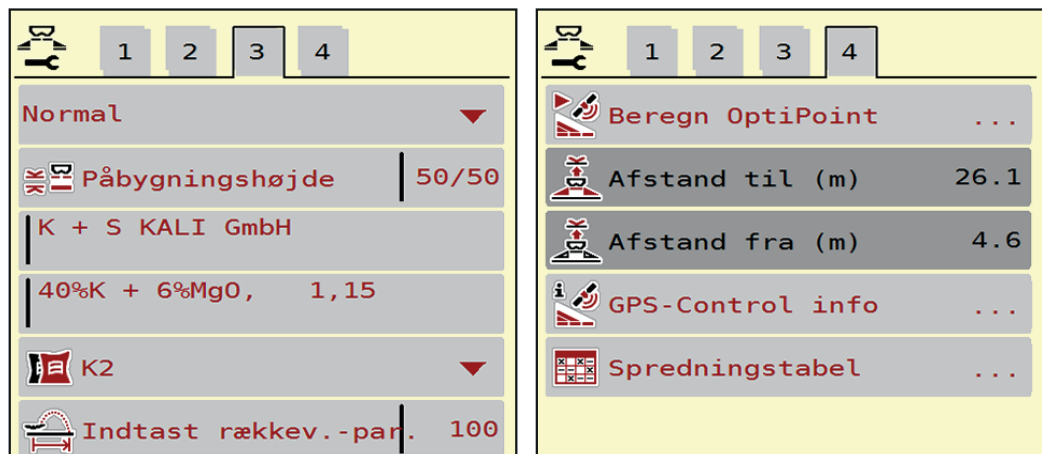 1 2 3 4
Normal
Påbygningshøjde 50/50
K + S KALI GmbH
40%K + 6%MgO, 1,15
K2
Indtast rækkev.-par. 100
1 2 3 4
Beregn OptiPoint ...
Afstand til (m) 26.1
Afstand fra (m) 4.6
GPS-Control info ...
Spredningstabel ...